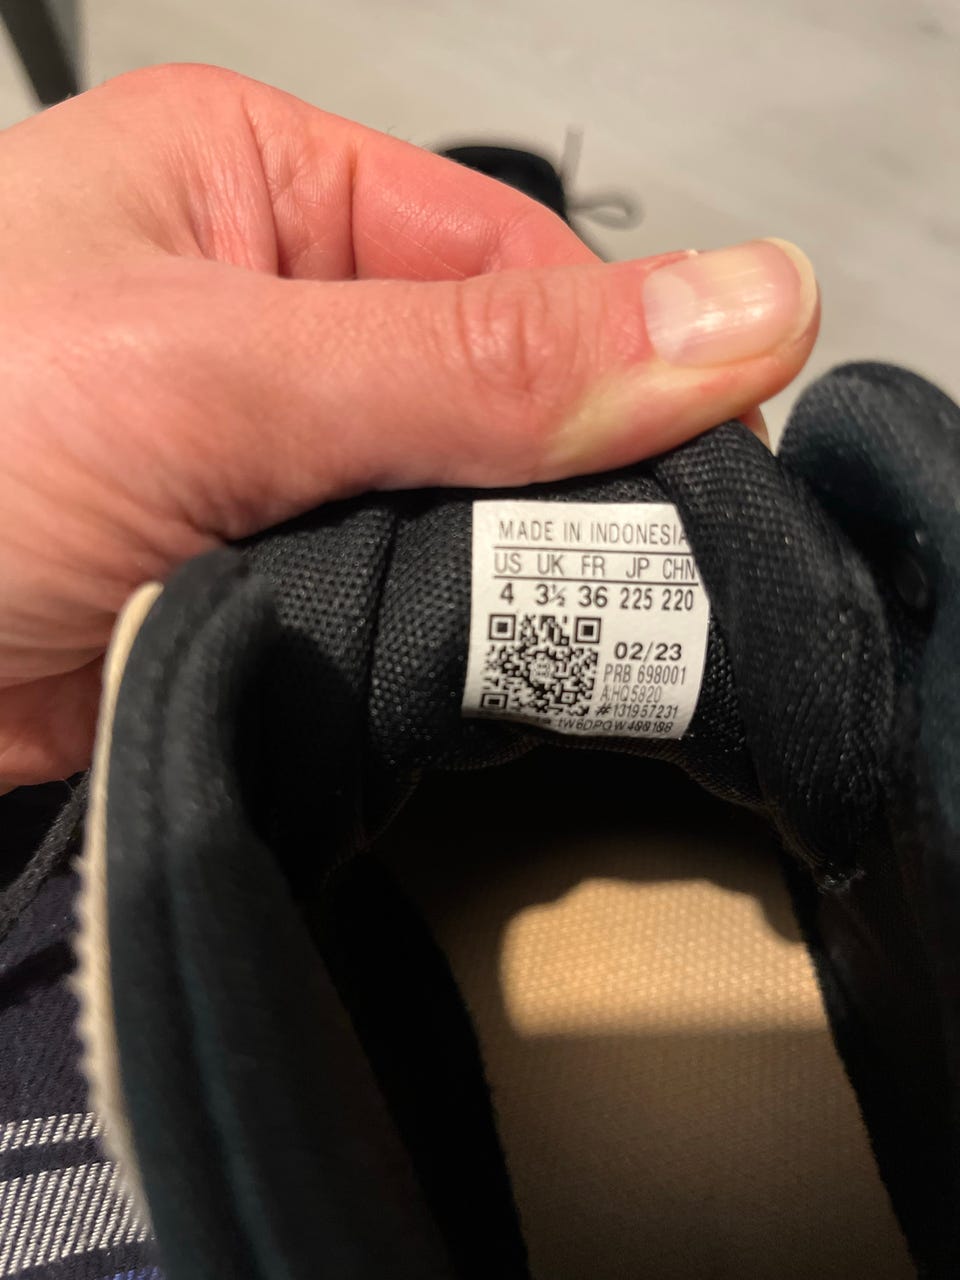 MADE IN INDONESIA
US UK FR JP CHN
4 3½ 36 225 220
02/23
PRB 698001
A:HQ5820
#131957231